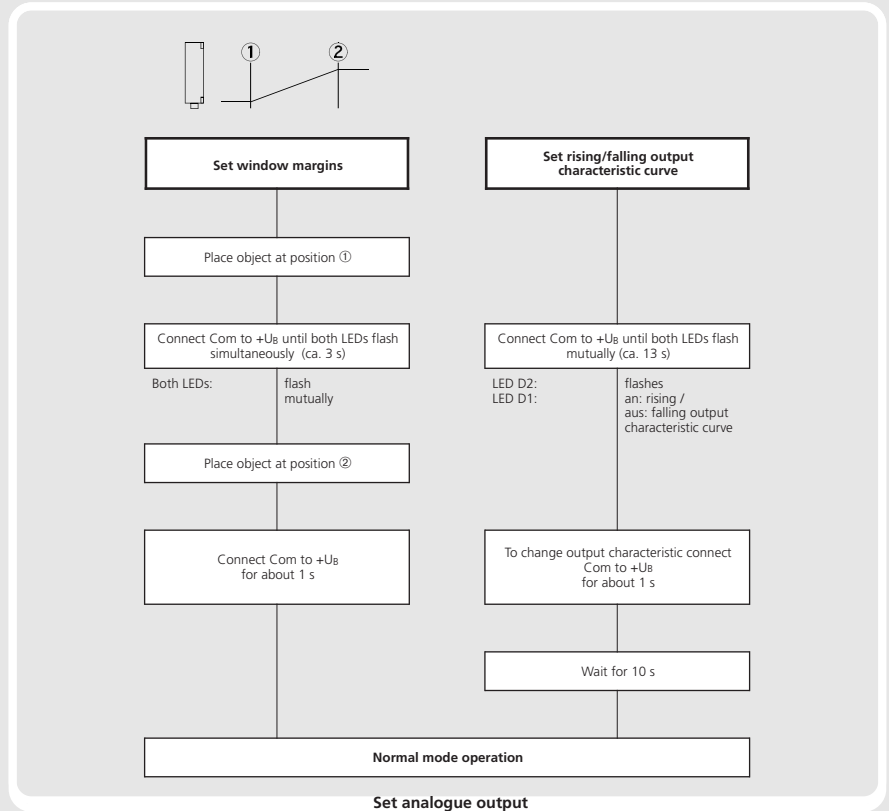 ① ②
Set window margins
Place object at position ①
Connect Com to +UB until both LEDs flash
simultaneously (ca. 3 s)
Both LEDs: flash
mutually
Place object at position ②
Connect Com to +UB
for about 1 s
Set rising/falling output
characteristic curve
Connect Com to +UB until both LEDs flash
mutually (ca. 13 s)
LED D2: flashes
LED D1: an: rising /
aus: falling output
characteristic curve
To change output characteristic connect
Com to +UB
for about 1 s
Wait for 10 s
Normal mode operation
Set analogue output